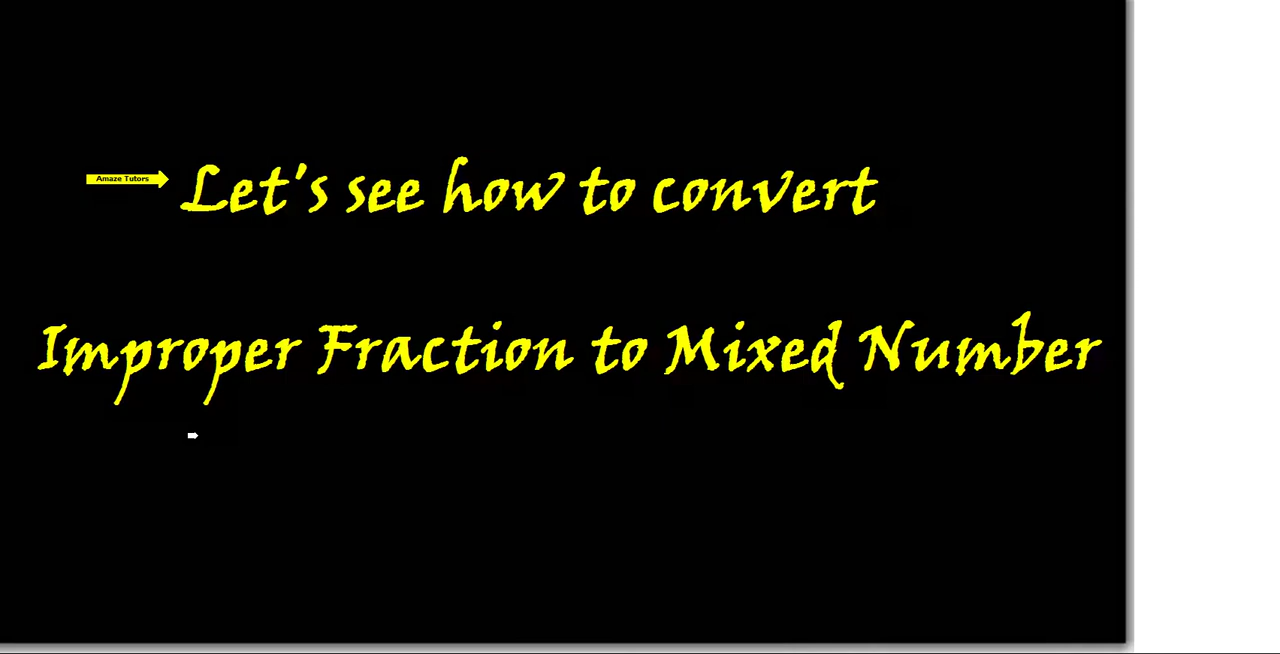 Amaze Tutors
Let's see how to convert
Improper Fraction to Mixed Number